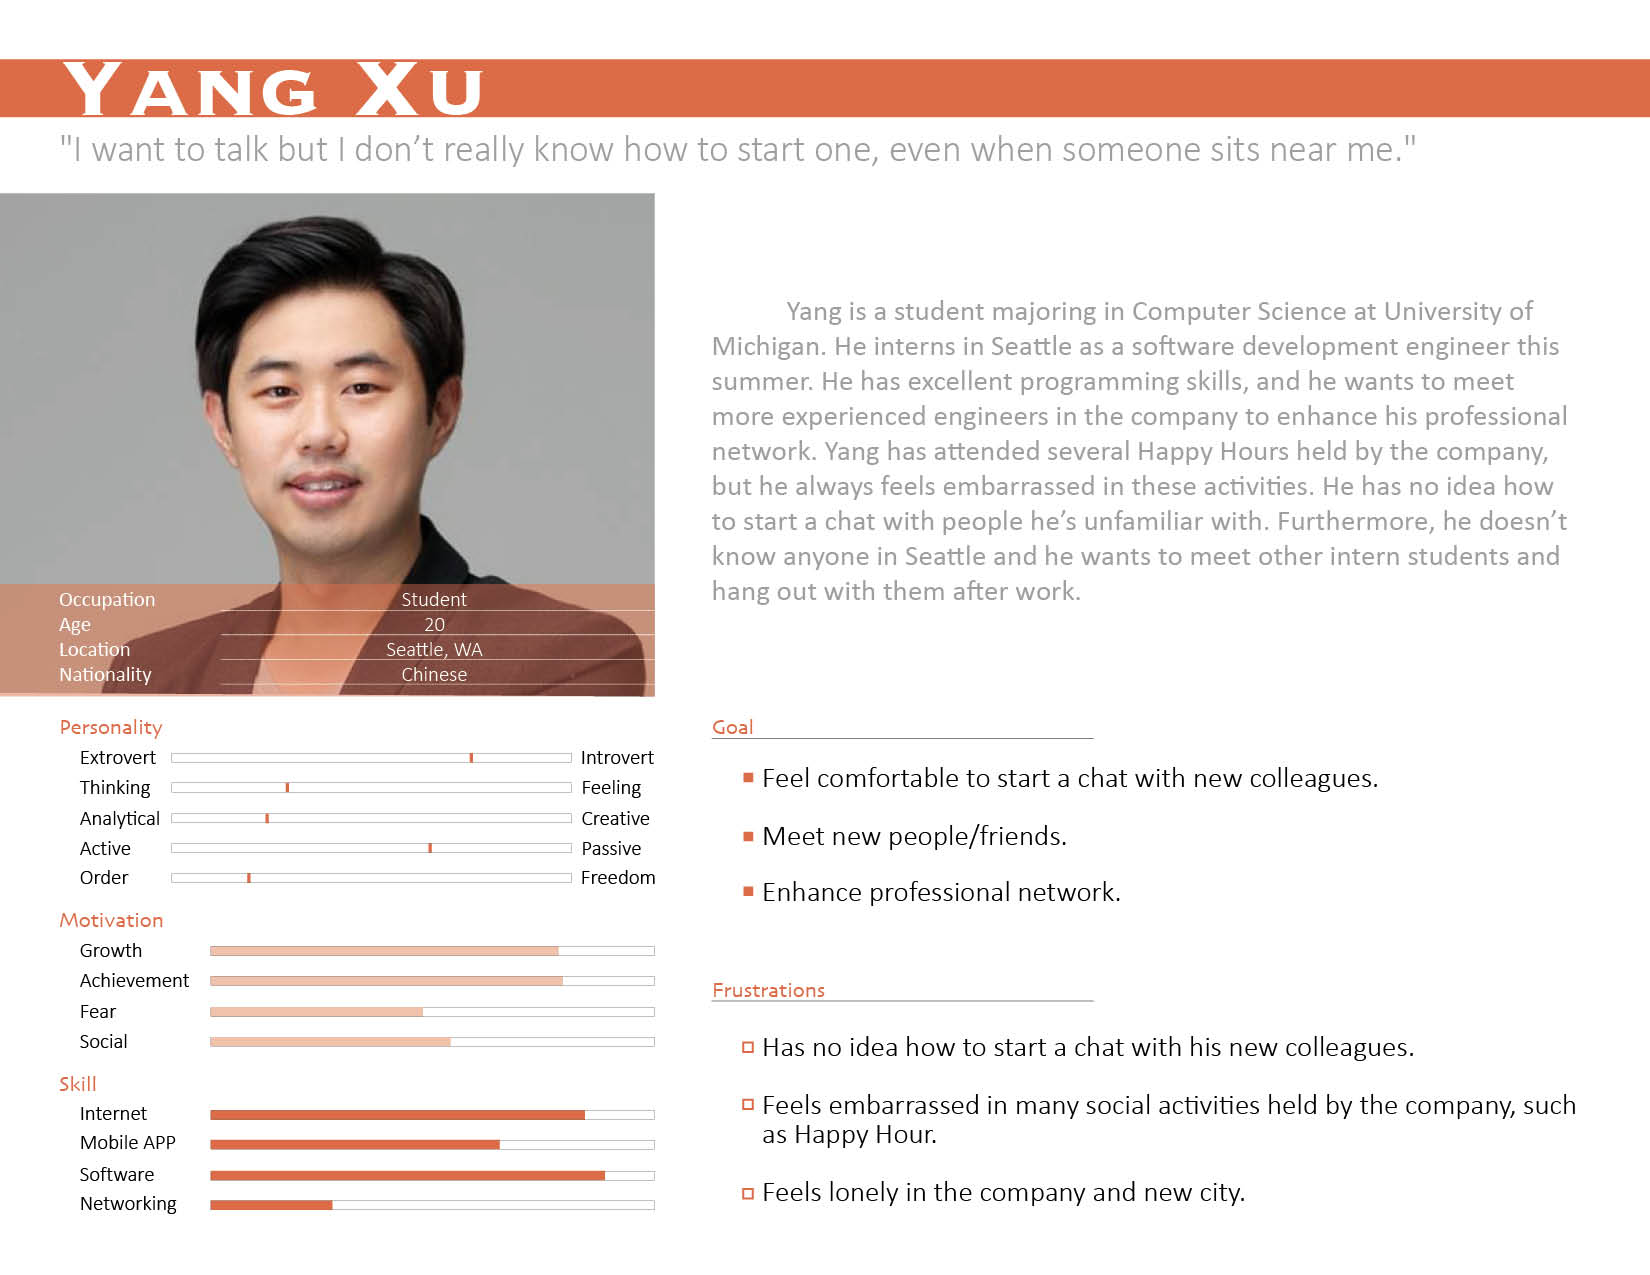 Yang Xu
"I want to talk but I don’t really know how to start one, even when someone sits near me."
Occupation Student
Age 20
Location Seattle, WA
Nationality Chinese
Yang is a student majoring in Computer Science at University of
Michigan. He interns in Seattle as a software development engineer this
summer. He has excellent programming skills, and he wants to meet
more experienced engineers in the company to enhance his professional
network. Yang has attended several Happy Hours held by the company,
but he always feels embarrassed in these activities. He has no idea how
to start a chat with people he’s unfamiliar with. Furthermore, he doesn’t
know anyone in Seattle and he wants to meet other intern students and
hang out with them after work.
Personality
Extrovert Introvert
Thinking Feeling
Analytical Creative
Active Passive
Order Freedom
Motivation
Growth
Achievement
Fear
Social
Skill
Internet
Mobile APP
Software
Networking
Goal
Feel comfortable to start a chat with new colleagues.
Meet new people/friends.
Enhance professional network.
Frustrations
Has no idea how to start a chat with his new colleagues.
Feels embarrassed in many social activities held by the company, such
as Happy Hour.
Feels lonely in the company and new city.